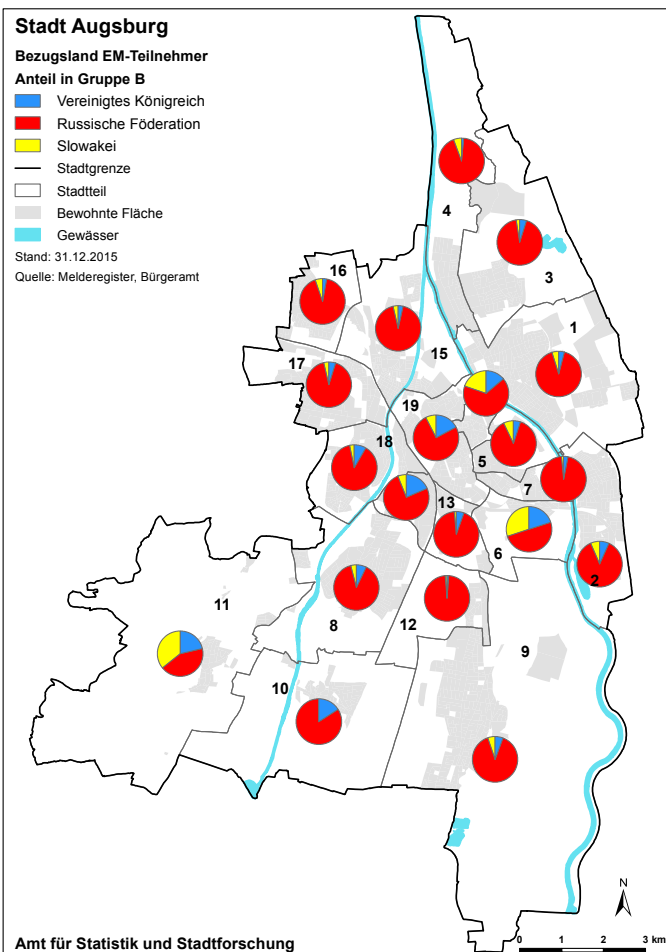 Stadt Augsburg
Bezugsland EM-Teilnehmer
Anteil in Gruppe B
Vereinigtes Königreich
Russische Föderation
Slowakei
Stadtgrenze
Stadtteil
Bewohnte Fläche
Gewässer
Stand: 31.12.2015
Quelle: Melderegister, Bürgeramt
4
16
3
1
15
17
19
18
5
7
13
6
2
11
8
12
9
10
N
0 1 2 3 km
Amt für Statistik und Stadtforschung